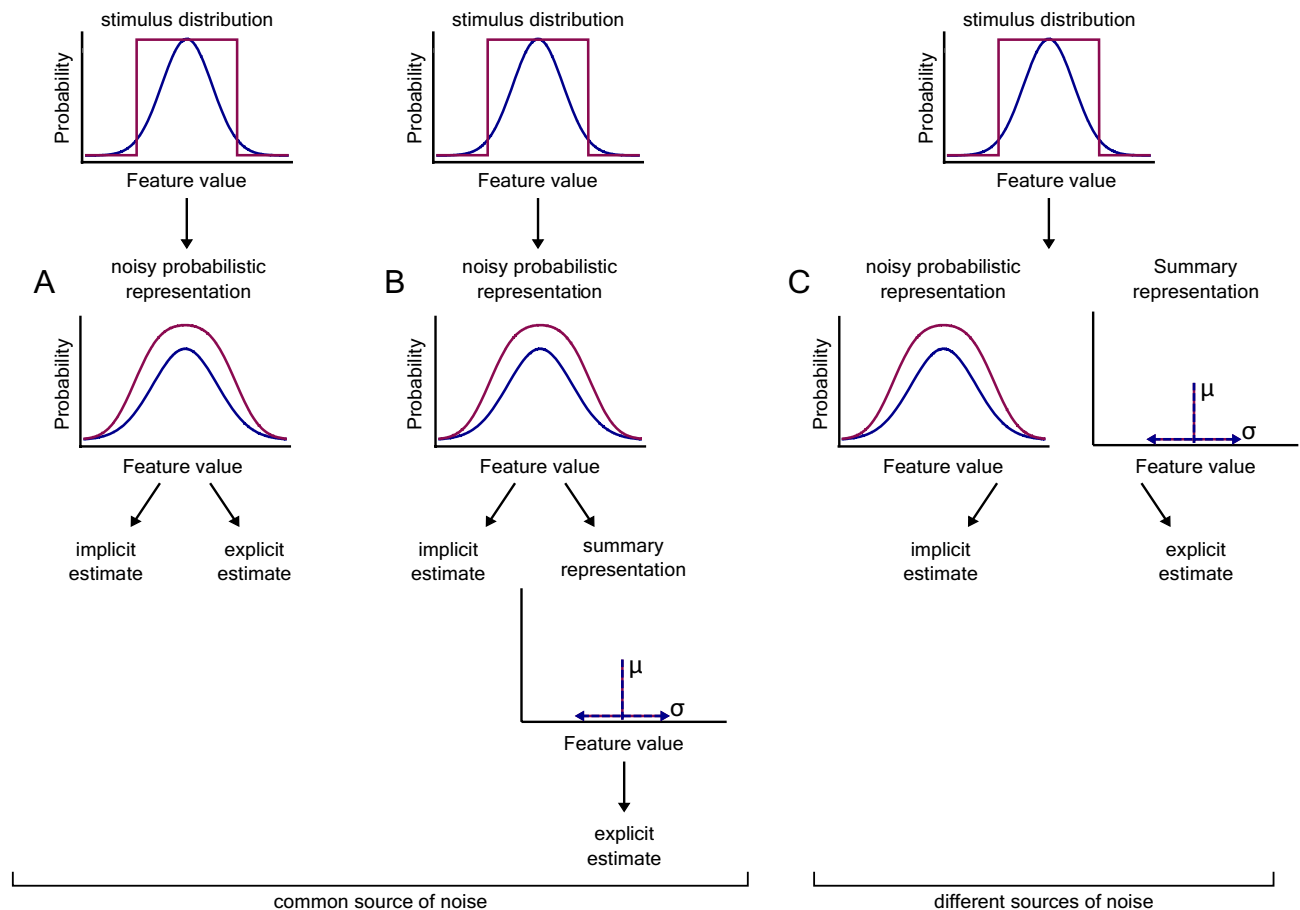 stimulus distribution
Probability
Feature value
stimulus distribution
Probability
Feature value
stimulus distribution
Probability
Feature value
A
noisy probabilistic
representation
Probability
Feature value
implicit
estimate
explicit
estimate
B
noisy probabilistic
representation
Probability
Feature value
implicit
estimate
summary
representation
μ
σ
Feature value
explicit
estimate
C
noisy probabilistic
representation
Probability
Feature value
implicit
estimate
Summary
representation
μ
σ
Feature value
explicit
estimate
common source of noise
different sources of noise